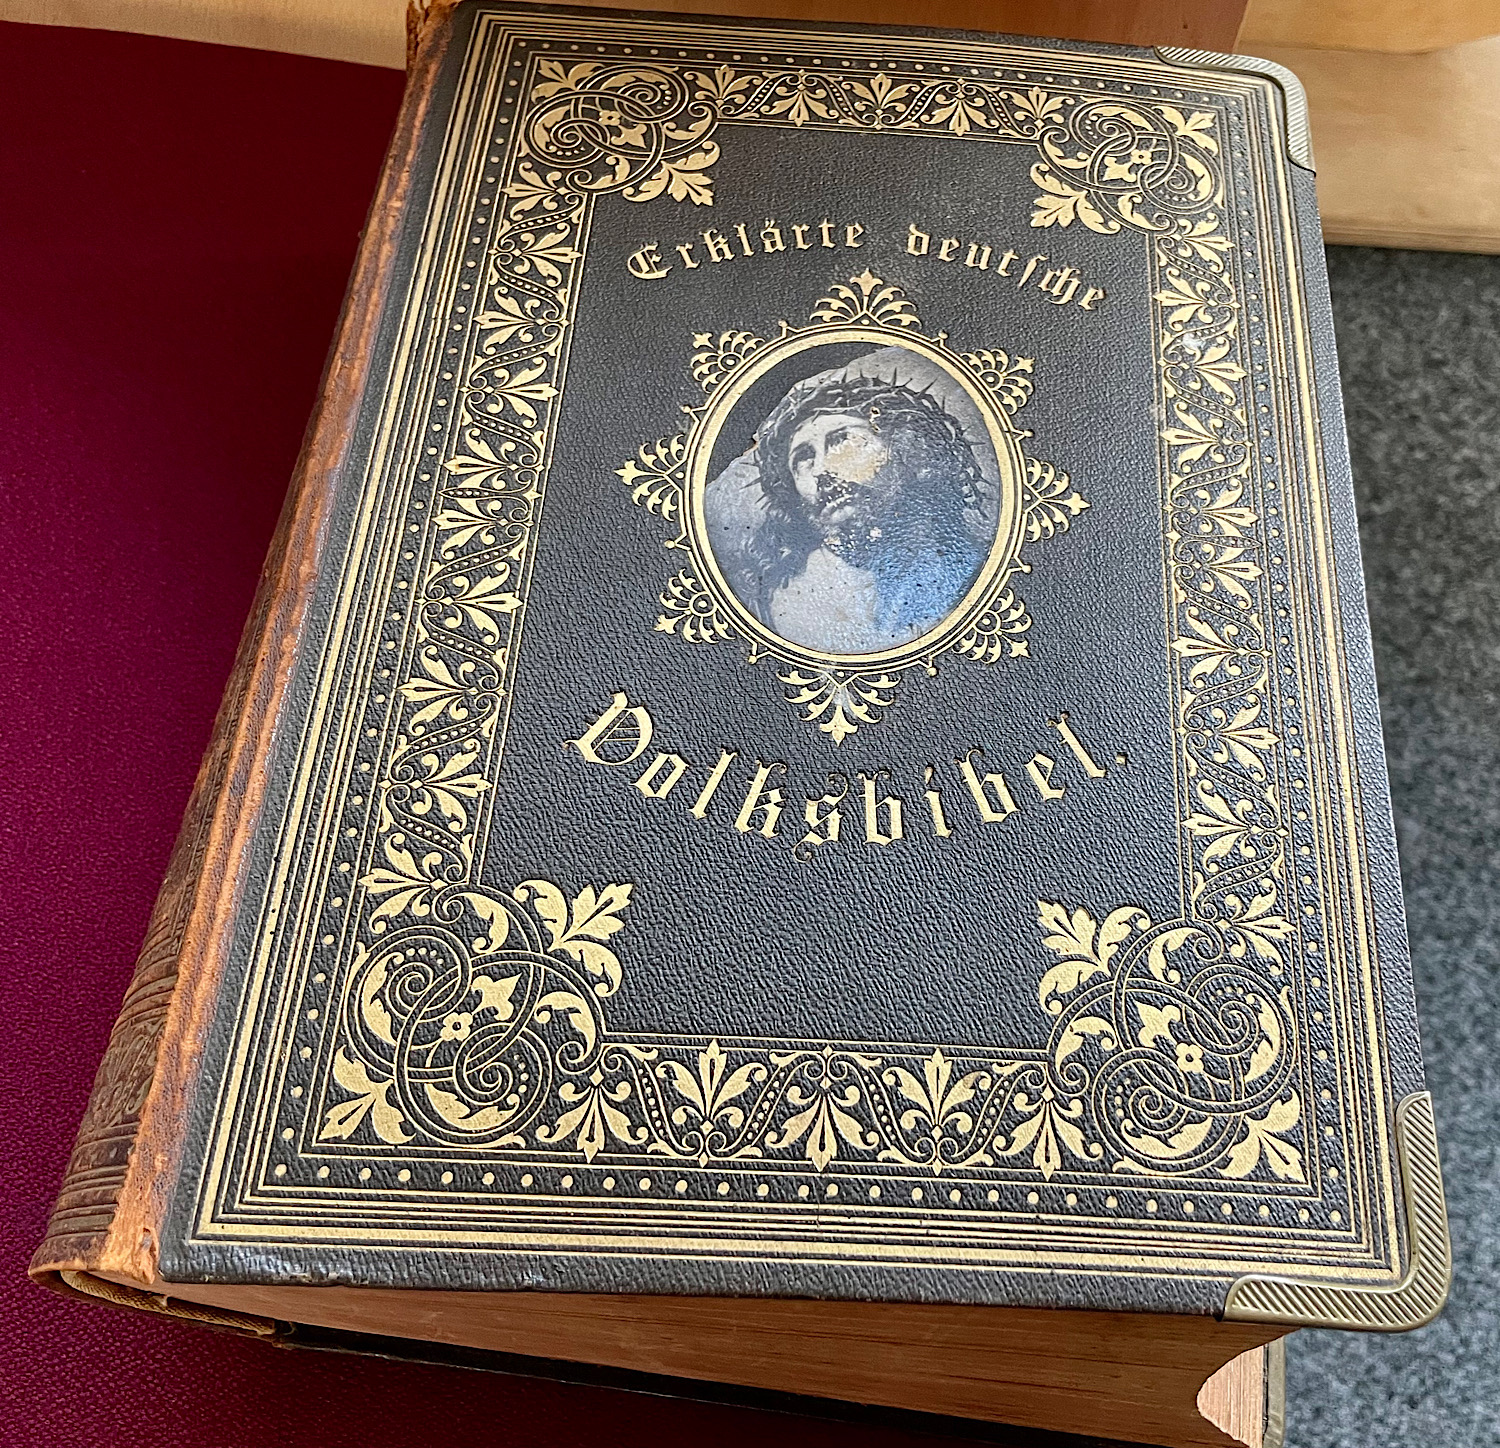 Erklärte deutsche
Volksbibel.